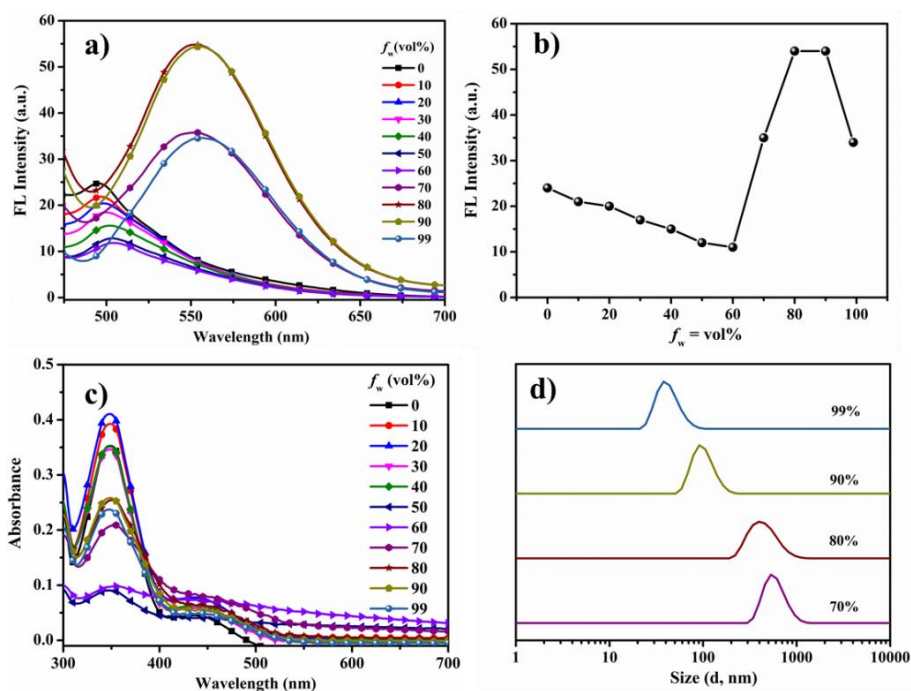 a)
f_w (vol%)
0
10
20
30
40
50
60
70
80
90
99
FL Intensity (a.u.)
60
50
40
30
20
10
0
500 550 600 650 700
Wavelength (nm)
b)
FL Intensity (a.u.)
60
50
40
30
20
10
0
0 20 40 60 80 100
f_w = vol%
c)
f_w (vol%)
0
10
20
30
40
50
60
70
80
90
99
Absorbance
0.5
0.4
0.3
0.2
0.1
0.0
300 400 500 600 700
Wavelength (nm)
d)
99%
90%
80%
70%
1 10 100 1000 10000
Size (d, nm)